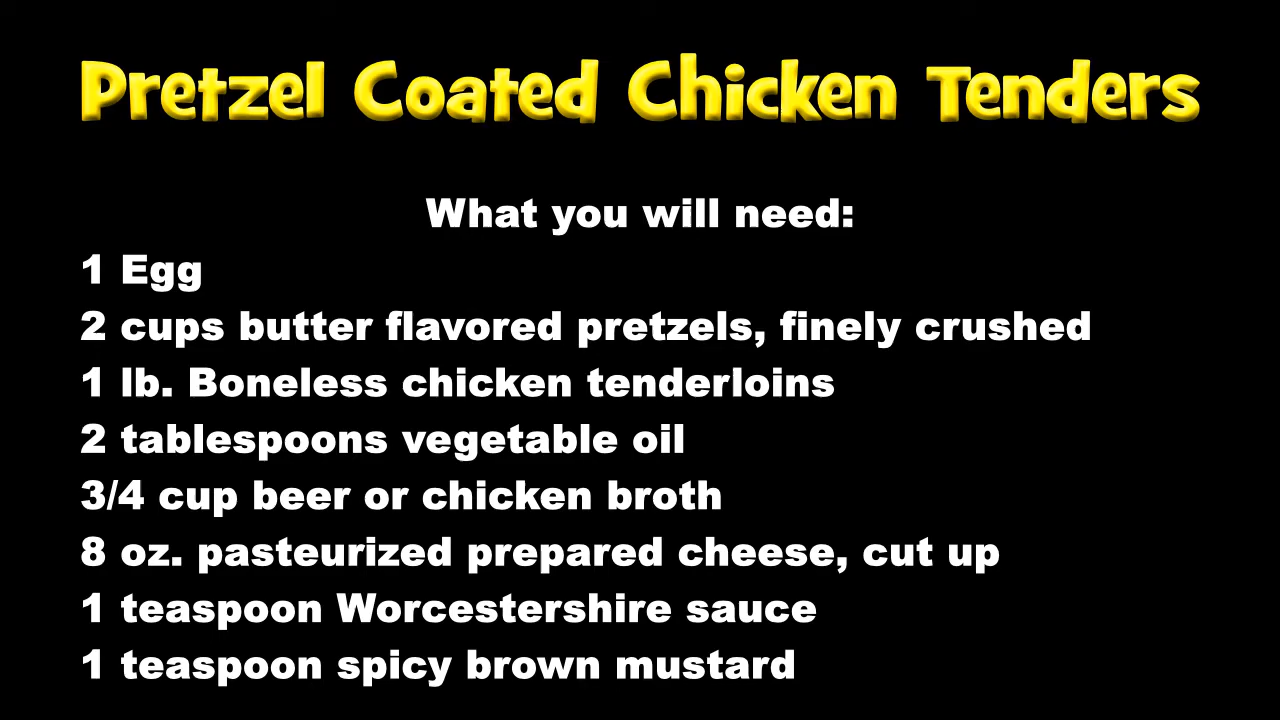 Pretzel Coated Chicken Tenders
What you will need:
1 Egg
2 cups butter flavored pretzels, finely crushed
1 lb. Boneless chicken tenderloins
2 tablespoons vegetable oil
3/4 cup beer or chicken broth
8 oz. pasteurized prepared cheese, cut up
1 teaspoon Worcestershire sauce
1 teaspoon spicy brown mustard